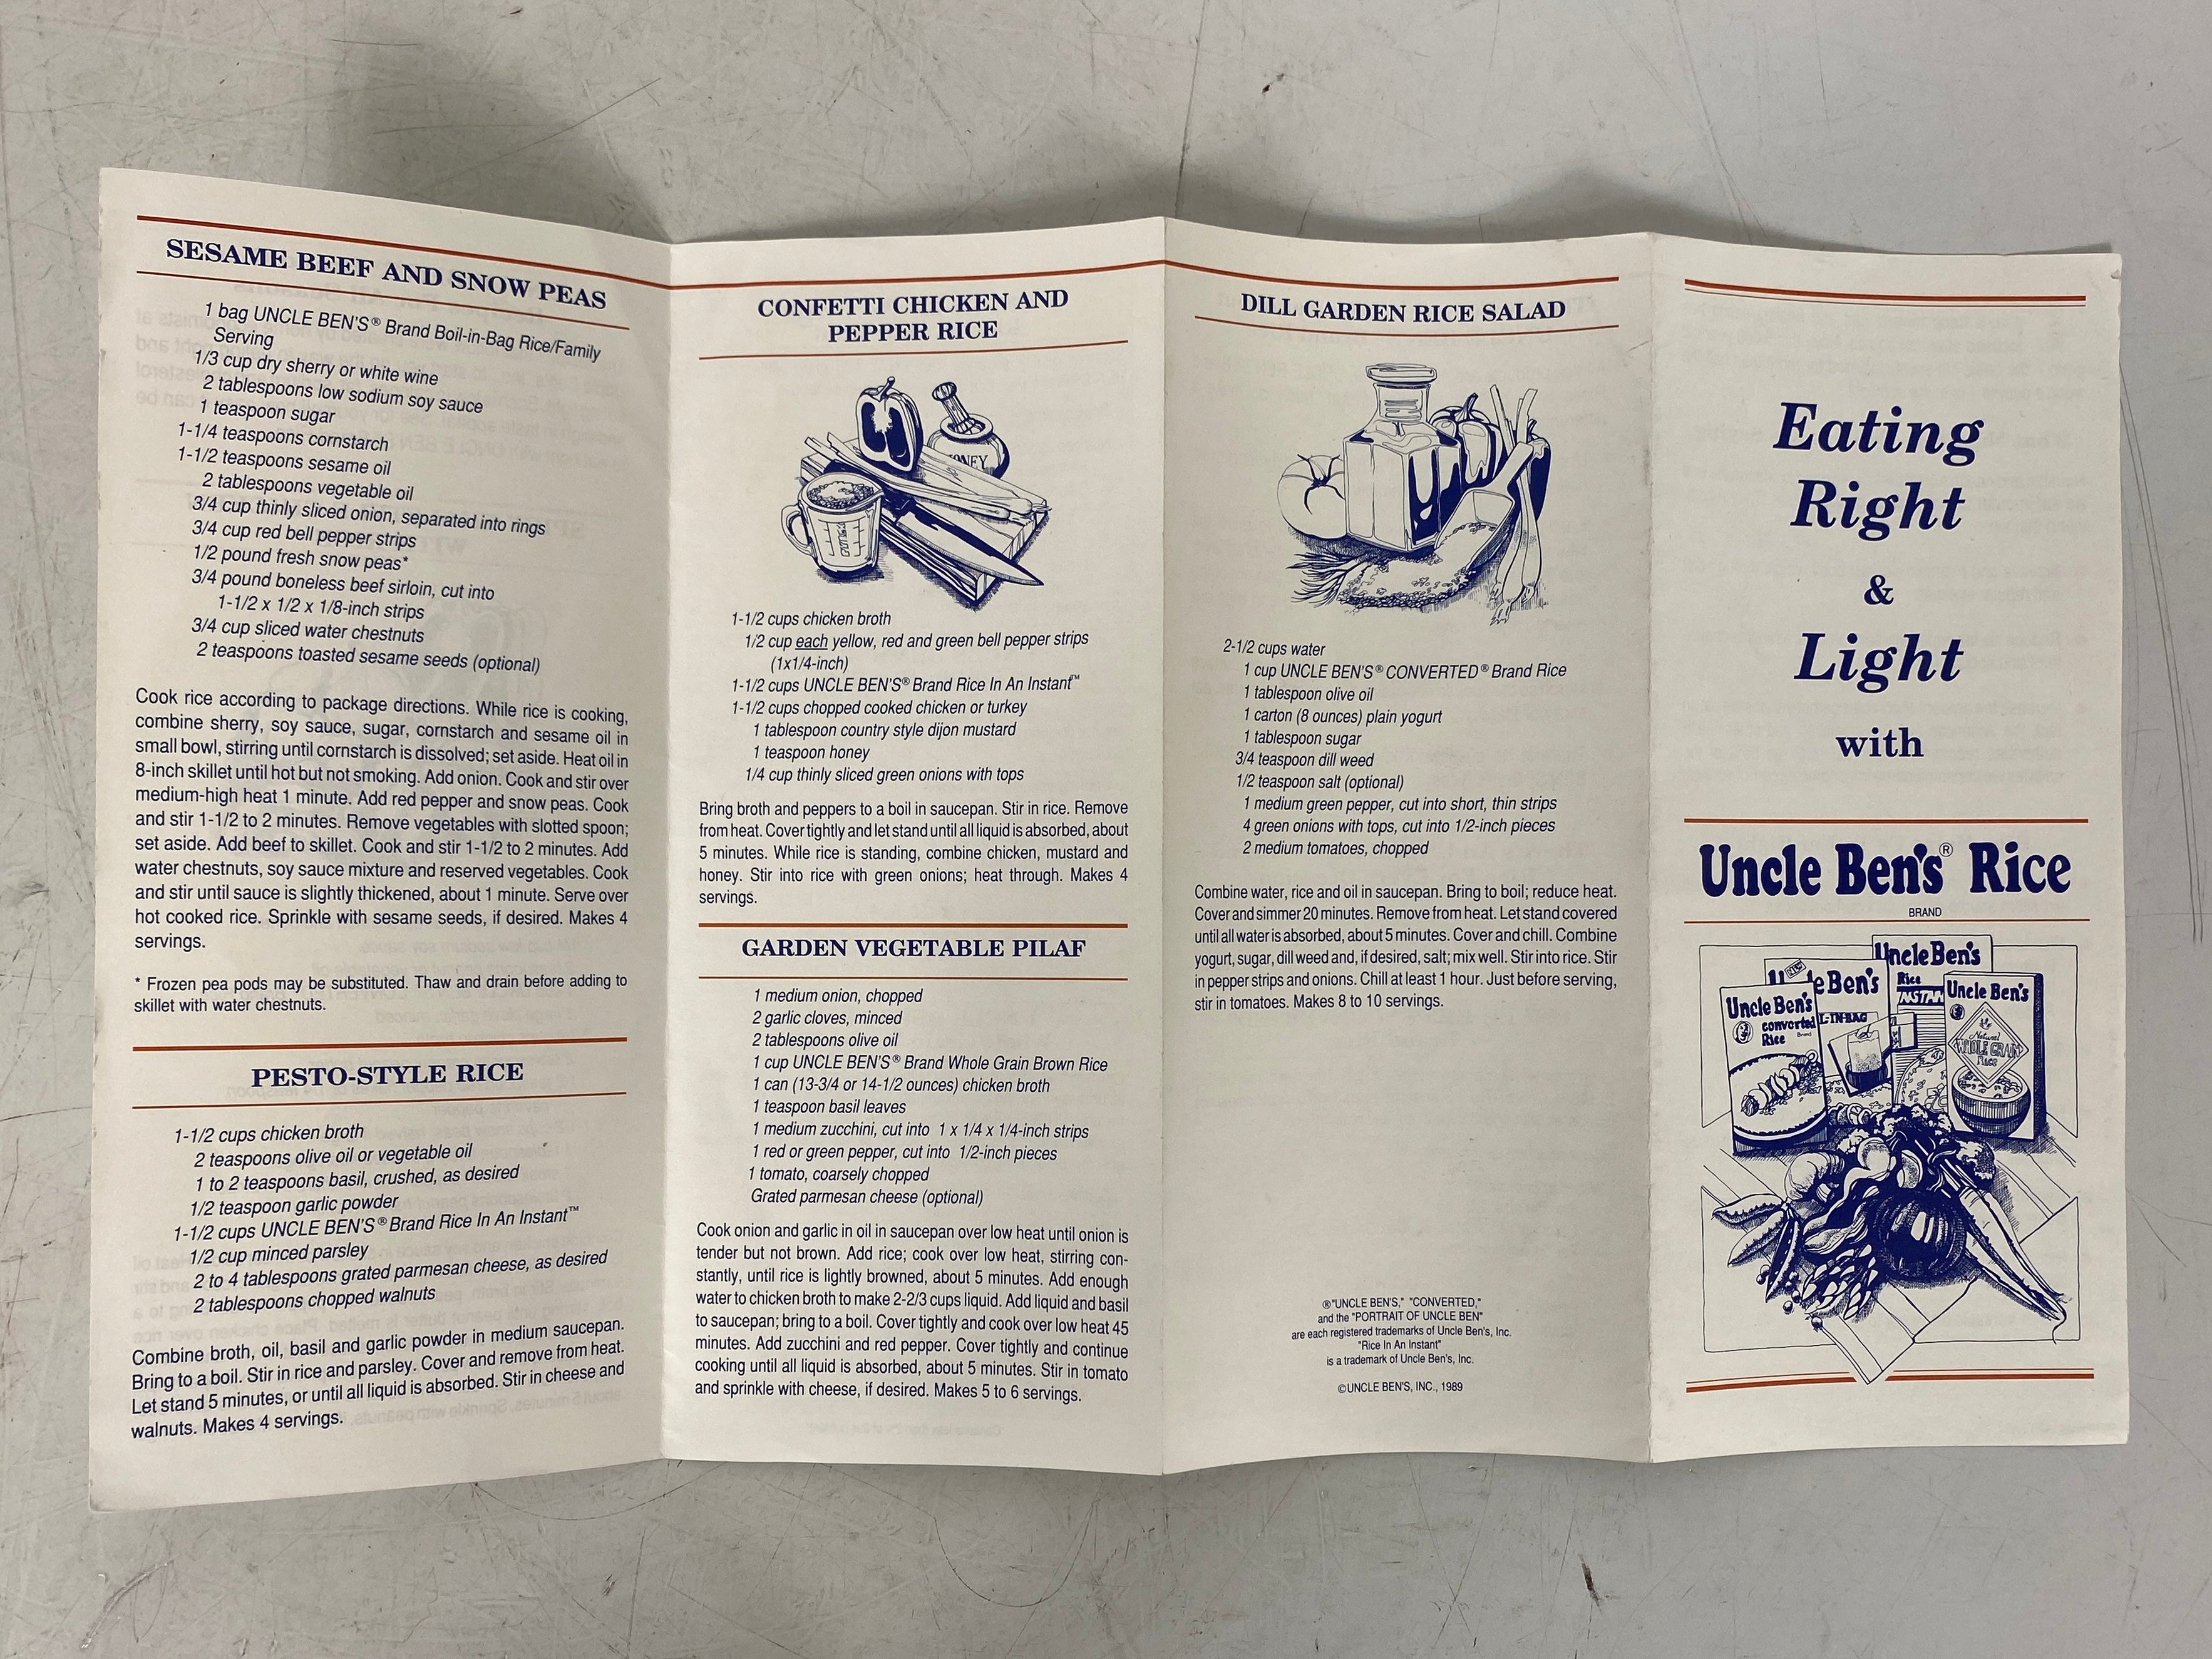 SESAME BEEF AND SNOW PEAS
1 bag UNCLE BEN'S® Brand Boil-in-Bag Rice/Family
Serving
1/3 cup dry sherry or white wine
2 tablespoons low sodium soy sauce
1 teaspoon sugar
1-1/4 teaspoons cornstarch
1-1/2 teaspoons sesame oil
2 tablespoons vegetable oil
3/4 cup thinly sliced onion, separated into rings
3/4 cup red bell pepper strips
1/2 pound fresh snow peas*
3/4 pound boneless beef sirloin, cut into
1-1/2 x 1/2 x 1/8-inch strips
3/4 cup sliced water chestnuts
2 teaspoons toasted sesame seeds (optional)
Cook rice according to package directions. While rice is cooking,
combine sherry, soy sauce, sugar, cornstarch and sesame oil in
small bowl, stirring until cornstarch is dissolved; set aside. Heat oil in
8-inch skillet until hot but not smoking. Add onion. Cook and stir over
medium-high heat 1 minute. Add red pepper and snow peas. Cook
and stir 1-1/2 to 2 minutes. Remove vegetables with slotted spoon;
set aside. Add beef to skillet. Cook and stir 1-1/2 to 2 minutes. Add
water chestnuts, soy sauce mixture and reserved vegetables. Cook
and stir until sauce is slightly thickened, about 1 minute. Serve over
hot cooked rice. Sprinkle with sesame seeds, if desired. Makes 4
servings.
* Frozen pea pods may be substituted. Thaw and drain before adding to
skillet with water chestnuts.
PESTO-STYLE RICE
1-1/2 cups chicken broth
2 teaspoons olive oil or vegetable oil
1 to 2 teaspoons basil, crushed, as desired
1/2 teaspoon garlic powder
1-1/2 cups UNCLE BEN'S® Brand Rice In An Instant™
1/2 cup minced parsley
2 to 4 tablespoons grated parmesan cheese, as desired
2 tablespoons chopped walnuts
Combine broth, oil, basil and garlic powder in medium saucepan.
Bring to a boil. Stir in rice and parsley. Cover and remove from heat.
Let stand 5 minutes, or until all liquid is absorbed. Stir in cheese and
walnuts. Makes 4 servings.
CONFETTI CHICKEN AND
PEPPER RICE
1-1/2 cups chicken broth
1/2 cup each yellow, red and green bell pepper strips
(1x1/4-inch)
1-1/2 cups UNCLE BEN'S® Brand Rice In An Instant™
1-1/2 cups chopped cooked chicken or turkey
1 tablespoon country style dijon mustard
1 teaspoon honey
1/4 cup thinly sliced green onions with tops
Bring broth and peppers to a boil in saucepan. Stir in rice. Remove
from heat. Cover tightly and let stand until all liquid is absorbed, about
5 minutes. While rice is standing, combine chicken, mustard and
honey. Stir into rice with green onions; heat through. Makes 4
servings.
GARDEN VEGETABLE PILAF
1 medium onion, chopped
2 garlic cloves, minced
2 tablespoons olive oil
1 cup UNCLE BEN'S® Brand Whole Grain Brown Rice
1 can (13-3/4 or 14-1/2 ounces) chicken broth
1 teaspoon basil leaves
1 medium zucchini, cut into 1 x 1/4 x 1/4-inch strips
1 red or green pepper, cut into 1/2-inch pieces
1 tomato, coarsely chopped
Grated parmesan cheese (optional)
Cook onion and garlic in oil in saucepan over low heat until onion is
tender but not brown. Add rice; cook over low heat, stirring con-
stantly, until rice is lightly browned, about 5 minutes. Add enough
water to chicken broth to make 2-2/3 cups liquid. Add liquid and basil
to saucepan; bring to a boil. Cover tightly and cook over low heat 45
minutes. Add zucchini and red pepper. Cover tightly and continue
cooking until all liquid is absorbed, about 5 minutes. Stir in tomato
and sprinkle with cheese, if desired. Makes 5 to 6 servings.
DILL GARDEN RICE SALAD
2-1/2 cups water
1 cup UNCLE BEN'S® CONVERTED® Brand Rice
1 tablespoon olive oil
1 carton (8 ounces) plain yogurt
1 tablespoon sugar
3/4 teaspoon dill weed
1/2 teaspoon salt (optional)
1 medium green pepper, cut into short, thin strips
4 green onions with tops, cut into 1/2-inch pieces
2 medium tomatoes, chopped
Combine water, rice and oil in saucepan. Bring to boil; reduce heat.
Cover and simmer 20 minutes. Remove from heat. Let stand covered
until all water is absorbed, about 5 minutes. Cover and chill. Combine
yogurt, sugar, dill weed and, if desired, salt; mix well. Stir into rice. Stir
in pepper strips and onions. Chill at least 1 hour. Just before serving,
stir in tomatoes. Makes 8 to 10 servings.
®"UNCLE BEN'S," "CONVERTED,"
and the "PORTRAIT OF UNCLE BEN"
are each registered trademarks of Uncle Ben's, Inc.
"Rice In An Instant"
is a trademark of Uncle Ben's, Inc.
©UNCLE BEN'S, INC., 1989
Eating
Right
&
Light
with
Uncle Ben's® Rice
BRAND
Uncle Ben's
Rice
INSTAN
e Ben's
L-IN-BAG
Uncle Ben's
converted
Brand
Rice
Uncle Ben's
Natural
WHOLE GRAIN
Rice